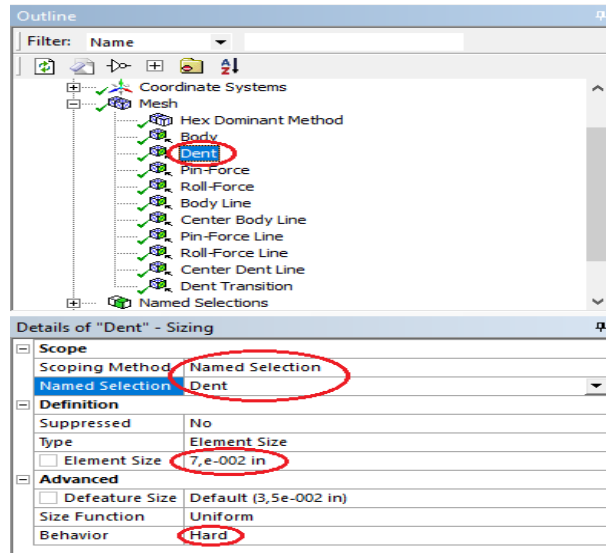 Outline
Filter: Name
Coordinate Systems
Mesh
Hex Dominant Method
Body
Dent
Pin-Force
Roll-Force
Body Line
Center Body Line
Pin-Force Line
Roll-Force Line
Center Dent Line
Dent Transition
Named Selections
Details of "Dent" - Sizing
Scope
Scoping Method Named Selection
Named Selection Dent
Definition
Suppressed No
Type Element Size
Element Size 7,e-002 in
Advanced
Defeature Size Default (3,5e-002 in)
Size Function Uniform
Behavior Hard